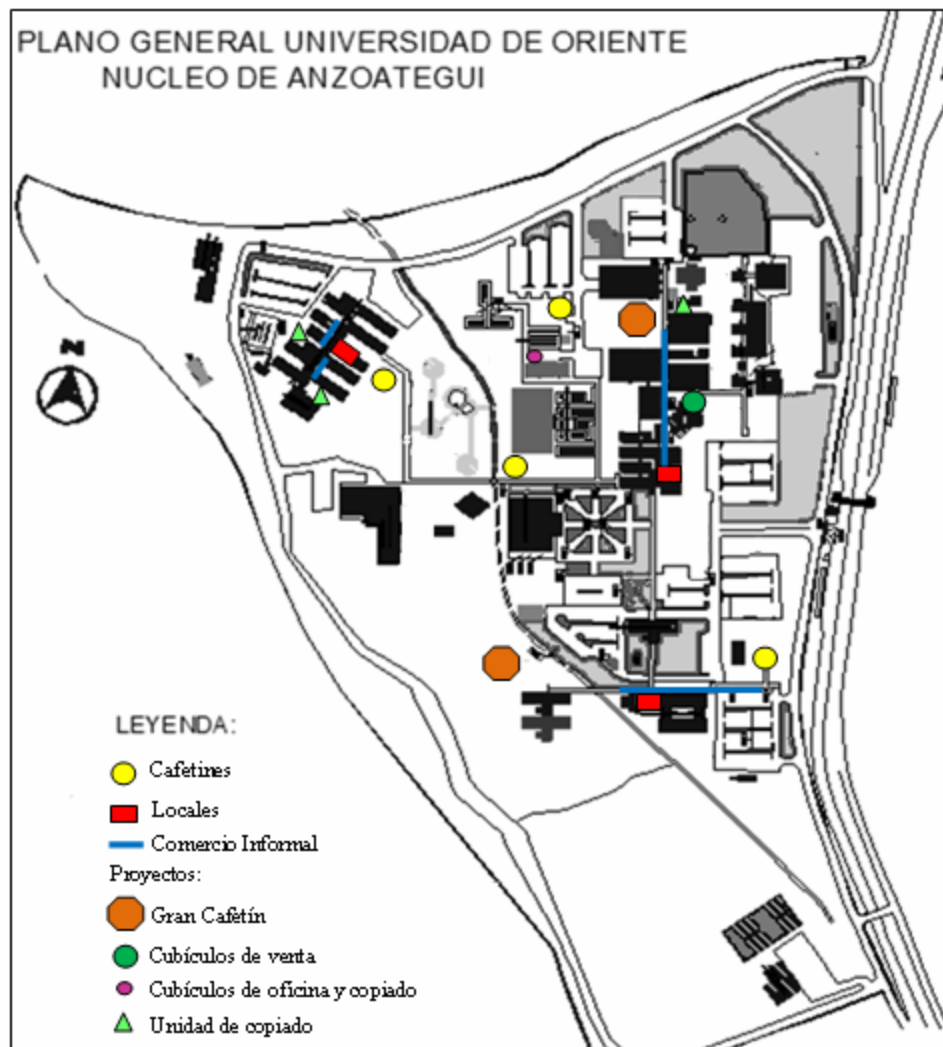 PLANO GENERAL UNIVERSIDAD DE ORIENTE
NUCLEO DE ANZOATEGUI
N
LEYENDA:
Cafetines
Locales
Comercio Informal
Proyectos:
Gran Cafetín
Cubículos de venta
Cubículos de oficina y copiado
Unidad de copiado